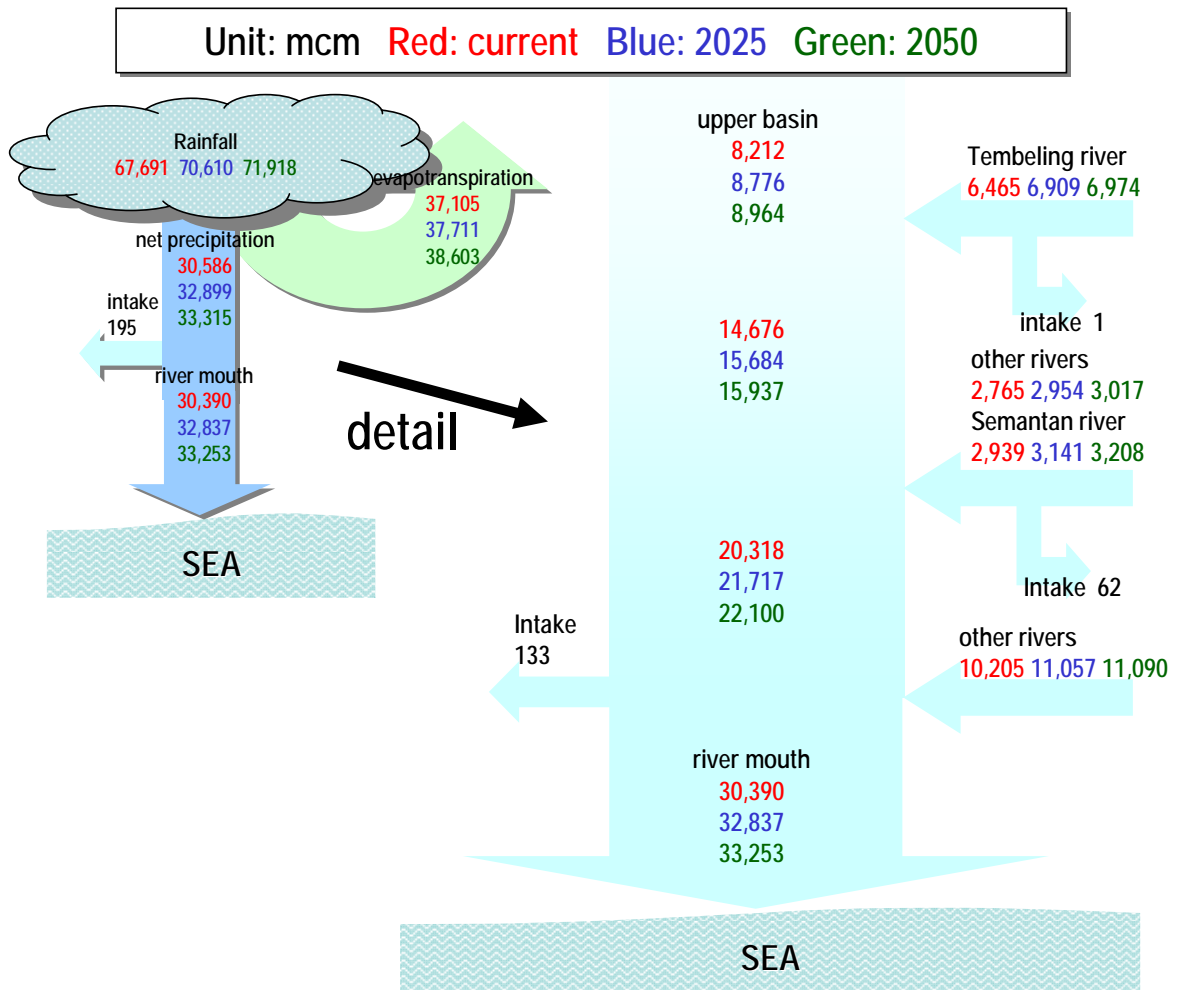 Unit: mcm Red: current Blue: 2025 Green: 2050
Rainfall
67,691 70,610 71,918
evapotranspiration
37,105
37,711
38,603
net precipitation
30,586
32,899
33,315
intake
195
river mouth
30,390
32,837
33,253
SEA
detail
upper basin
8,212
8,776
8,964
Tembeling river
6,465 6,909 6,974
intake 1
14,676
15,684
15,937
other rivers
2,765 2,954 3,017
Semantan river
2,939 3,141 3,208
Intake 62
20,318
21,717
22,100
Intake
133
other rivers
10,205 11,057 11,090
river mouth
30,390
32,837
33,253
SEA